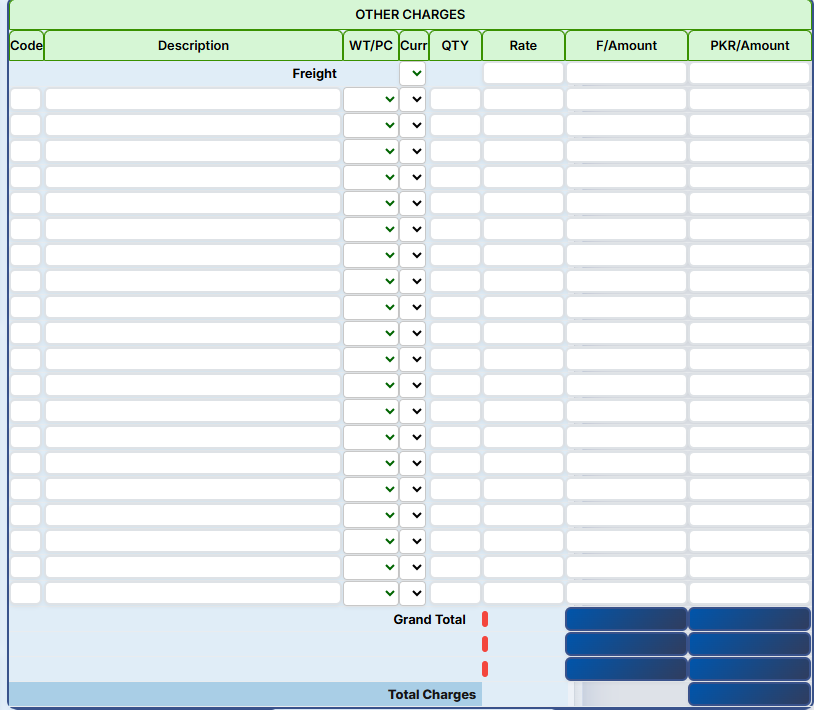 OTHER CHARGES
Code Description WT/PC Curr QTY Rate F/Amount PKR/Amount
Freight
Grand Total
Total Charges